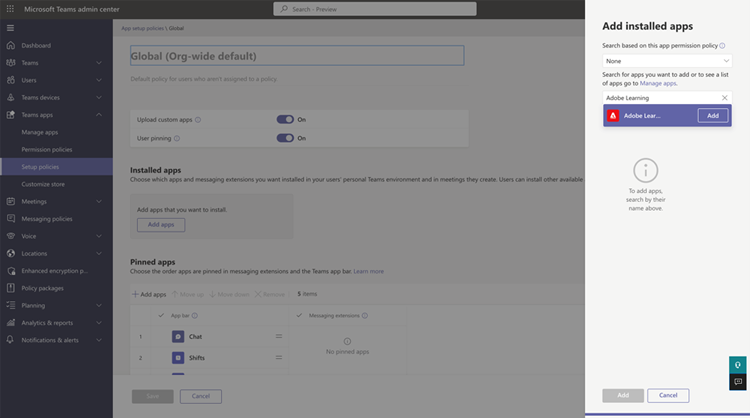 Microsoft Teams admin center
Search · Preview
Dashboard
Teams
Users
Teams devices
Teams apps
Manage apps
Permission policies
Setup policies
Customize store
Meetings
Messaging policies
Voice
Locations
Enhanced encryption p...
Policy packages
Planning
Analytics & reports
Notifications & alerts
App setup policies \ Global
Global (Org-wide default)
Default policy for users who aren't assigned to a policy.
Upload custom apps
On
User pinning
On
Installed apps
Choose which apps and messaging extensions you want installed in your users' personal Teams environment and in meetings they create. Users can install other available
Add apps that you want to install.
Add apps
Pinned apps
Choose the order apps are pinned in messaging extensions and the Teams app bar. Learn more
Add apps
Move up
Move down
Remove
5 items
App bar
Messaging extensions
1
Chat
2
Shifts
No pinned apps
Save
Cancel
Add installed apps
Search based on this app permission policy
None
Search for apps you want to add or to see a list
of apps go to Manage apps.
Adobe Learning
Adobe Lear...
Add
To add apps,
search by their
name above.
Add
Cancel